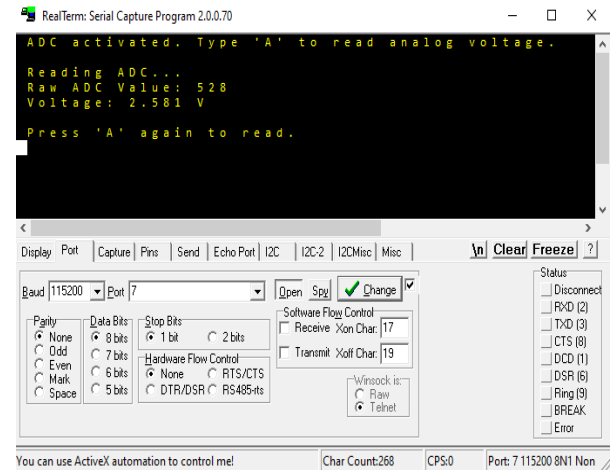 RealTerm: Serial Capture Program 2.0.0.70
ADC activated. Type 'A' to read analog voltage.
Reading ADC...
Raw ADC Value: 528
Voltage: 2.581 V
Press 'A' again to read.
Display Port Capture Pins Send Echo Port I2C I2C-2 I2CMisc Misc \n Clear Freeze ?
Baud 115200 Port 7 Open Spy Change
Parity
None
Odd
Even
Mark
Space
Data Bits
8 bits
7 bits
6 bits
5 bits
Stop Bits
1 bit 2 bits
Hardware Flow Control
None RTS/CTS
DTR/DSR RS485-rts
Software Flow Control
Receive Xon Char: 17
Transmit Xoff Char: 19
Winsock is:
Raw
Telnet
Status
Disconnect
RXD (2)
TXD (3)
CTS (8)
DCD (1)
DSR (6)
Ring (9)
BREAK
Error
You can use ActiveX automation to control me! Char Count:268 CPS:0 Port: 7 115200 8N1 Non